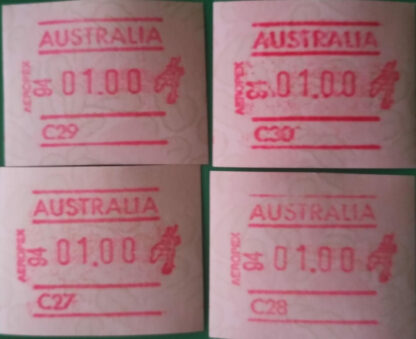 AUSTRALIA
AEROPEX 94 01.00
C29
AUSTRALIA
AEROPEX 94 01.00
C30
AUSTRALIA
AEROPEX 94 01.00
C27
AUSTRALIA
AEROPEX 94 01.00
C28